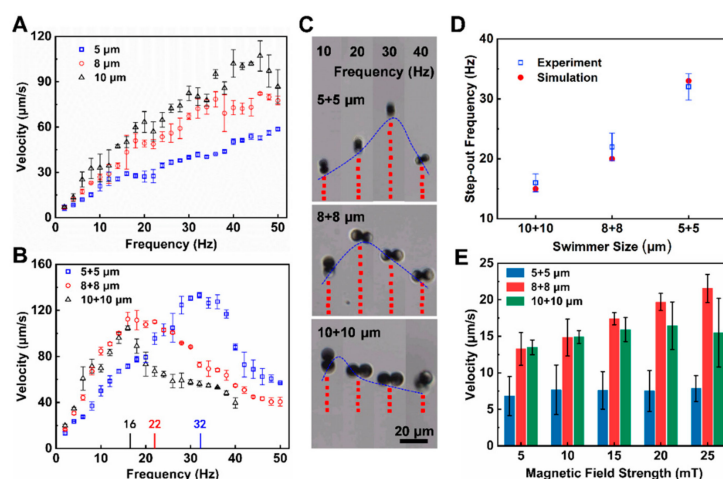 A
5 μm
8 μm
10 μm
Velocity (μm/s)
120
90
60
30
0
0 10 20 30 40 50
Frequency (Hz)
B
5+5 μm
8+8 μm
10+10 μm
Velocity (μm/s)
160
120
80
40
0
16 22 32
0 10 20 30 40 50
Frequency (Hz)
C
10 20 30 40
Frequency (Hz)
5+5 μm
8+8 μm
10+10 μm
20 μm
D
Experiment
Simulation
Step-out Frequency (Hz)
40
30
20
10
10+10 8+8 5+5
Swimmer Size (μm)
E
5+5 μm
8+8 μm
10+10 μm
Velocity (μm/s)
25
20
15
10
5
0
5 10 15 20 25
Magnetic Field Strength (mT)